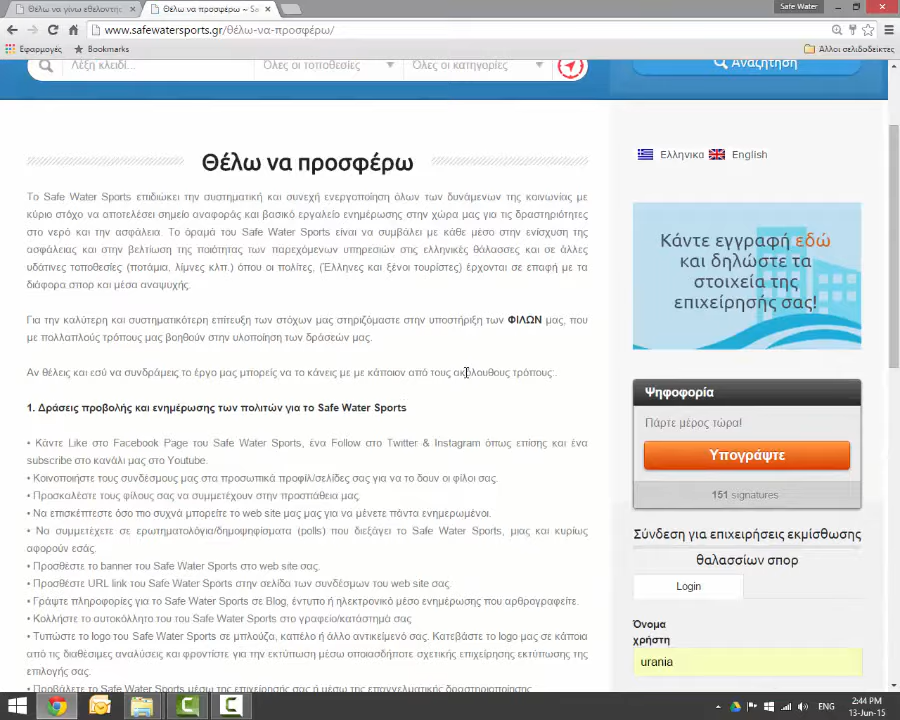 Θέλω να γίνω εθελοντής
Θέλω να προσφέρω ~ Sa
Safe Water
www.safewatersports.gr/θέλω-να-προσφέρω/
Εφαρμογές
Bookmarks
Άλλοι σελιδοδείκτες
Λέξη κλειδί...
Όλες οι τοποθεσίες
Όλες οι κατηγορίες
Αναζήτηση
Θέλω να προσφέρω
Το Safe Water Sports επιδιώκει την συστηματική και συνεχή ενεργοποίηση όλων των δυνάμεων της κοινωνίας με
κύριο στόχο να αποτελέσει σημείο αναφοράς και βασικό εργαλείο ενημέρωσης στην χώρα μας για τις δραστηριότητες
στο νερό και την ασφάλεια. Το όραμά του Safe Water Sports είναι να συμβάλει με κάθε μέσο στην ενίσχυση της
ασφάλειας και στην βελτίωση της ποιότητας των παρεχόμενων υπηρεσιών στις ελληνικές θάλασσες και σε άλλες
υδάτινες τοποθεσίες (ποτάμια, λίμνες κλπ.) όπου οι πολίτες, (Έλληνες και ξένοι τουρίστες) έρχονται σε επαφή με τα
διάφορα σπορ και μέσα αναψυχής.
Για την καλύτερη και συστηματικότερη επίτευξη των στόχων μας στηριζόμαστε στην υποστήριξη των ΦΙΛΩΝ μας, που
με πολλαπλούς τρόπους μας βοηθούν στην υλοποίηση των δράσεών μας.
Αν θέλεις και εσύ να συνδράμεις το έργο μας μπορείς να το κάνεις με με κάποιον από τους ακόλουθους τρόπους:.
1. Δράσεις προβολής και ενημέρωσης των πολιτών για το Safe Water Sports
• Κάντε Like στο Facebook Page του Safe Water Sports, ένα Follow στο Twitter & Instagram όπως επίσης και ένα
subscribe στο κανάλι μας στο Youtube.
• Κοινοποιήστε τους συνδέσμους μας στα προσωπικά προφίλ/σελίδες σας για να το δουν οι φίλοι σας.
• Προσκαλέστε τους φίλους σας να συμμετέχουν στην προσπάθεια μας.
• Να επισκέπτεστε όσο πιο συχνά μπορείτε το web site μας μας για να μένετε πάντα ενημερωμένοι.
• Να συμμετέχετε σε ερωτηματολόγια/δημοψηφίσματα (polls) που διεξάγει το Safe Water Sports, μιας και κυρίως
αφορούν εσάς.
• Προσθέστε το banner του Safe Water Sports στο web site σας.
• Προσθέστε URL link του Safe Water Sports στην σελίδα των συνδέσμων του web site σας.
• Γράψτε πληροφορίες για το Safe Water Sports σε Blog, έντυπο ή ηλεκτρονικό μέσο ενημέρωσης που αρθρογραφείτε.
• Κολλήστε το αυτοκόλλητο του του Safe Water Sports στο γραφείο/κατάστημά σας
• Τυπώστε το logo του Safe Water Sports σε μπλούζα, καπέλο ή άλλο αντικείμενό σας. Κατεβάστε το logo μας σε κάποια
από τις διαθέσιμες αναλύσεις και φροντίστε για την εκτύπωση μέσω οποιασδήποτε σχετικής επιχείρησης εκτύπωσης της
επιλογής σας.
• Προβάλετε το Safe Water Sports μέσω της επιχείρησής σας ή μέσω της επαγγελματικής δραστηριότητας
Ελληνικα
English
Κάντε εγγραφή εδώ
και δηλώστε τα
στοιχεία της
επιχείρησής σας!
Ψηφοφορία
Πάρτε μέρος τώρα!
Υπογράψτε
151 signatures
Σύνδεση για επιχειρήσεις εκμίσθωσης
θαλασσίων σπορ
Login
Όνομα
χρήστη
urania
ENG
2:44 PM
13-Jun-15